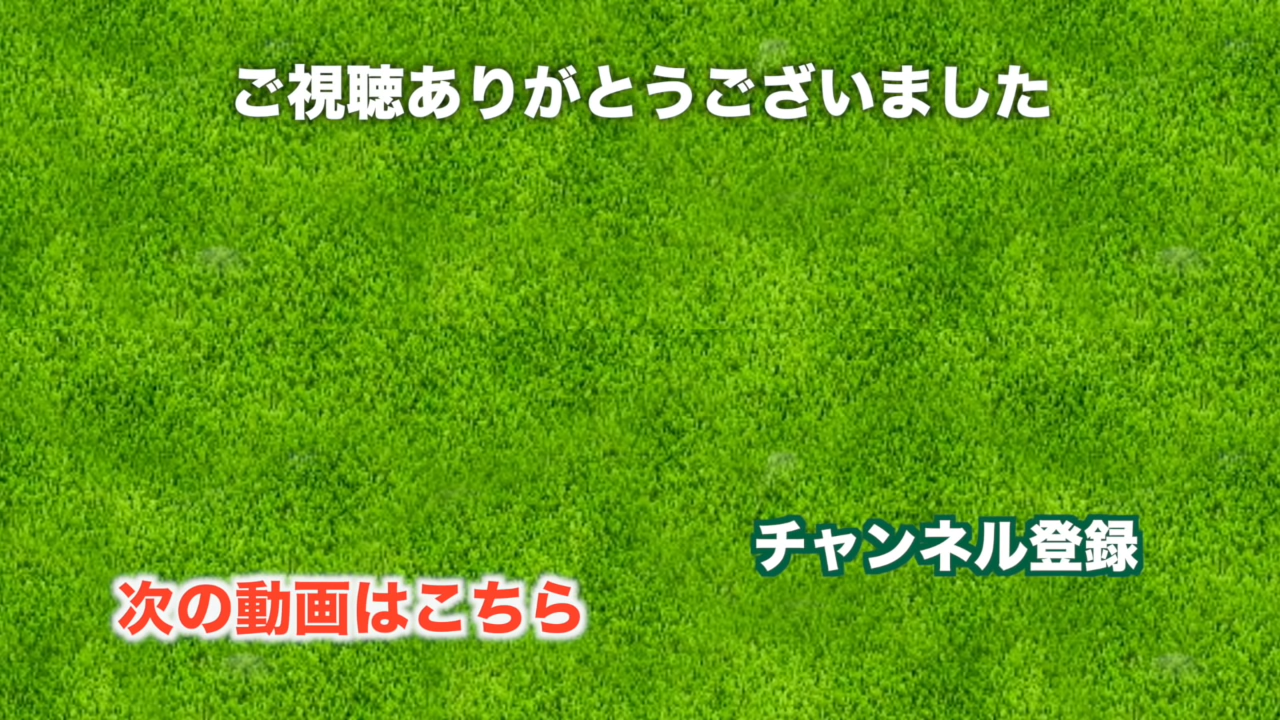 ご視聴ありがとうございました
チャンネル登録
次の動画はこちら